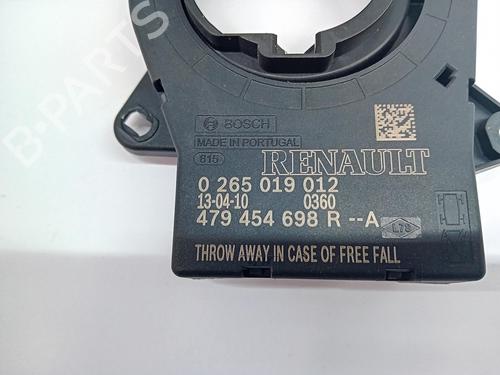 B-PARTS
BOSCH
MADE IN PORTUGAL
815
RENAULT
0 265 019 012
13-04-10 0360
479 454 698 R --A
L78
THROW AWAY IN CASE OF FREE FALL